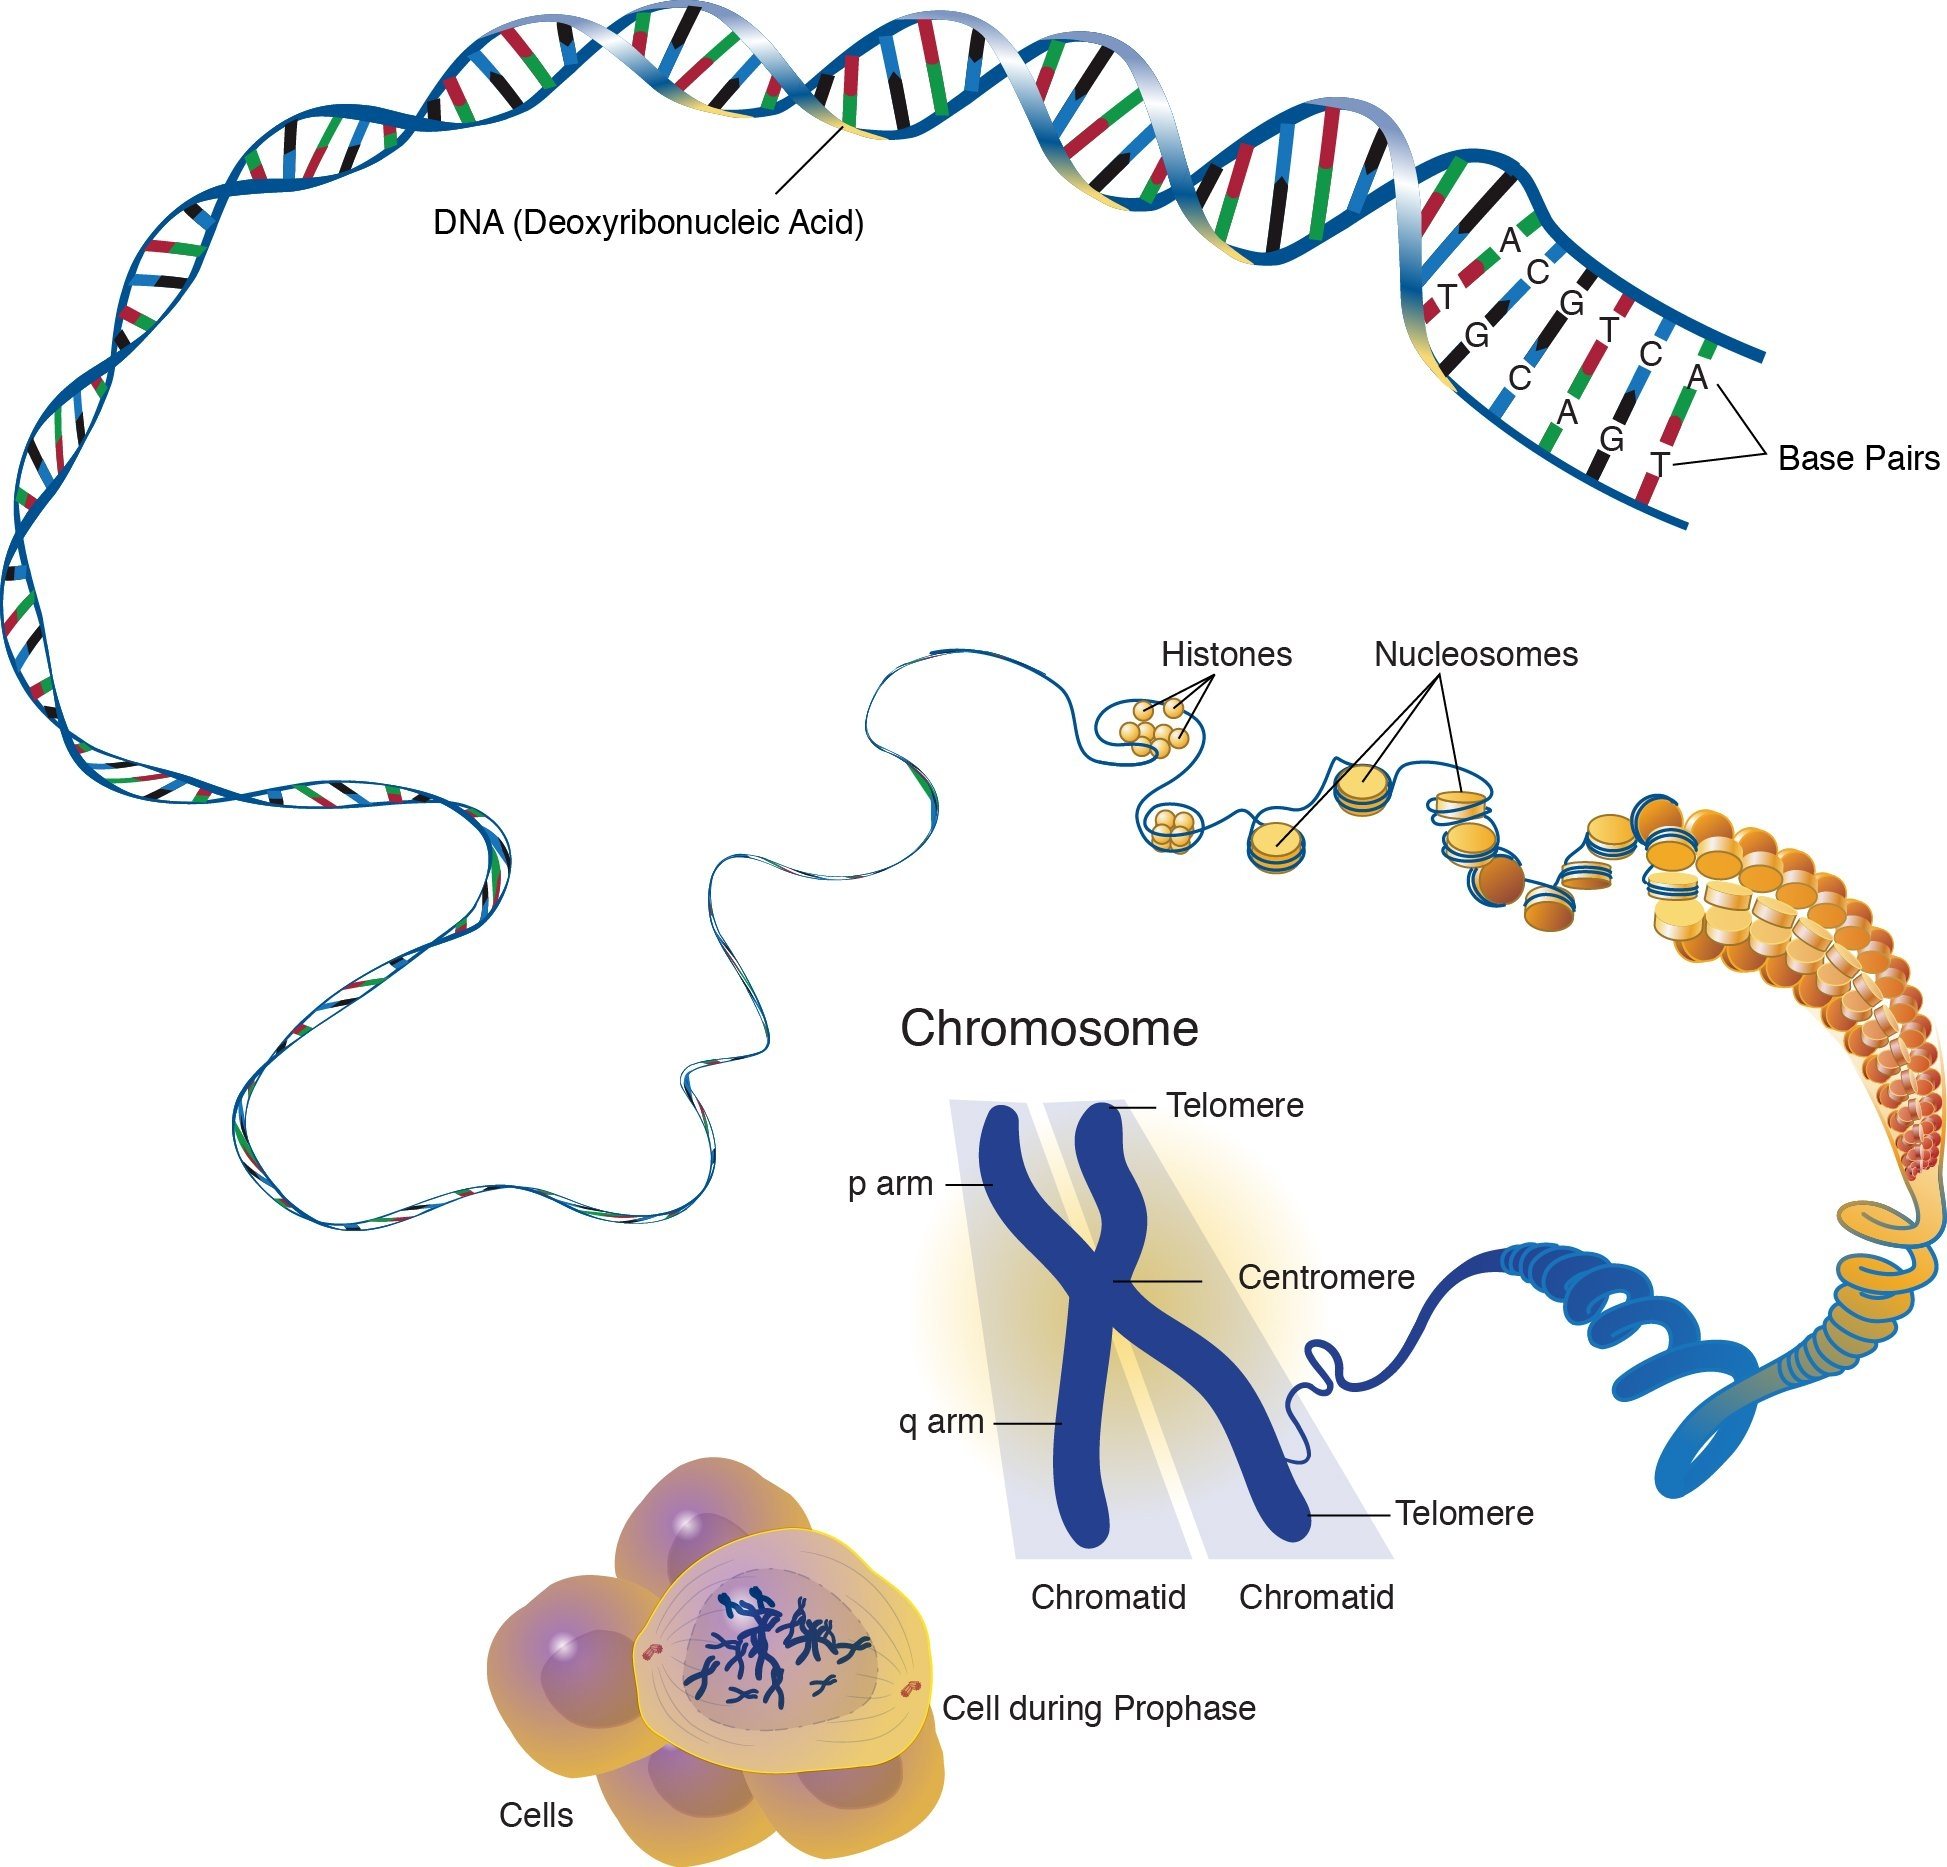 DNA (Deoxyribonucleic Acid)
A
C
G
T
C
A
T
G
C
A
G
T
Base Pairs
Histones
Nucleosomes
Chromosome
Telomere
p arm
Centromere
q arm
Telomere
Chromatid
Chromatid
Cell during Prophase
Cells